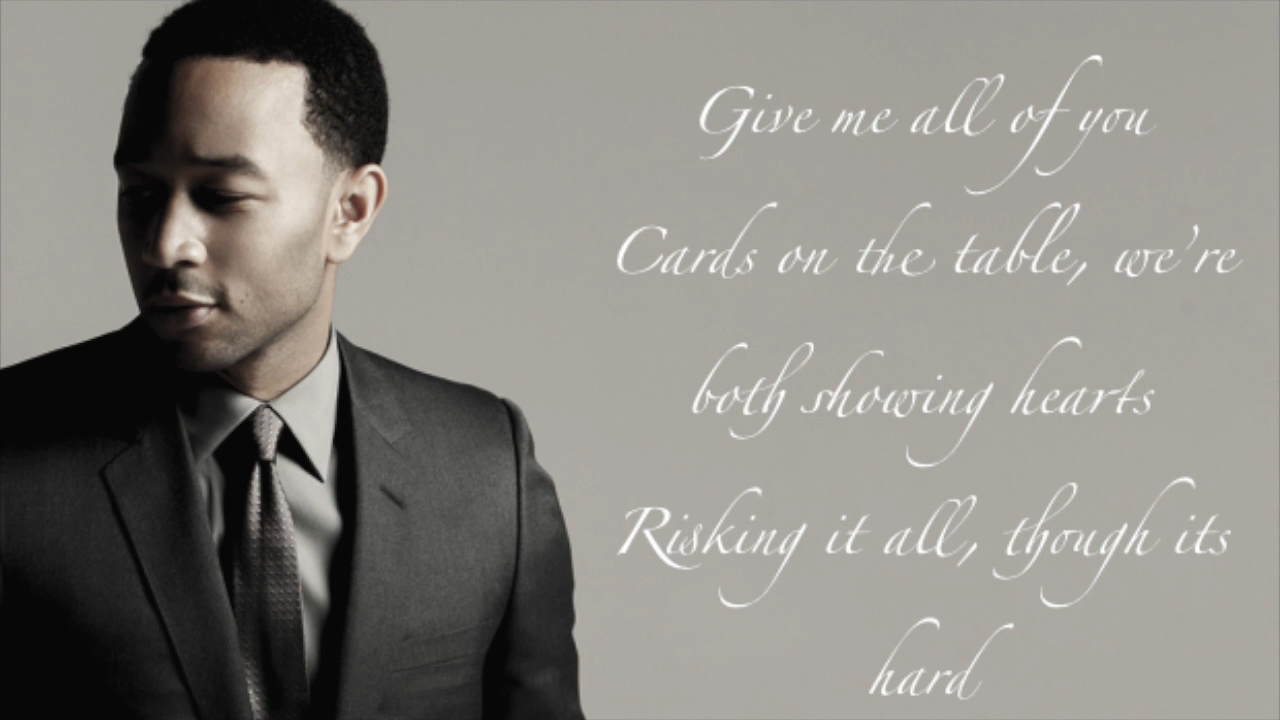 Give me all of you
Cards on the table, we're
both showing hearts
Risking it all, though its
hard